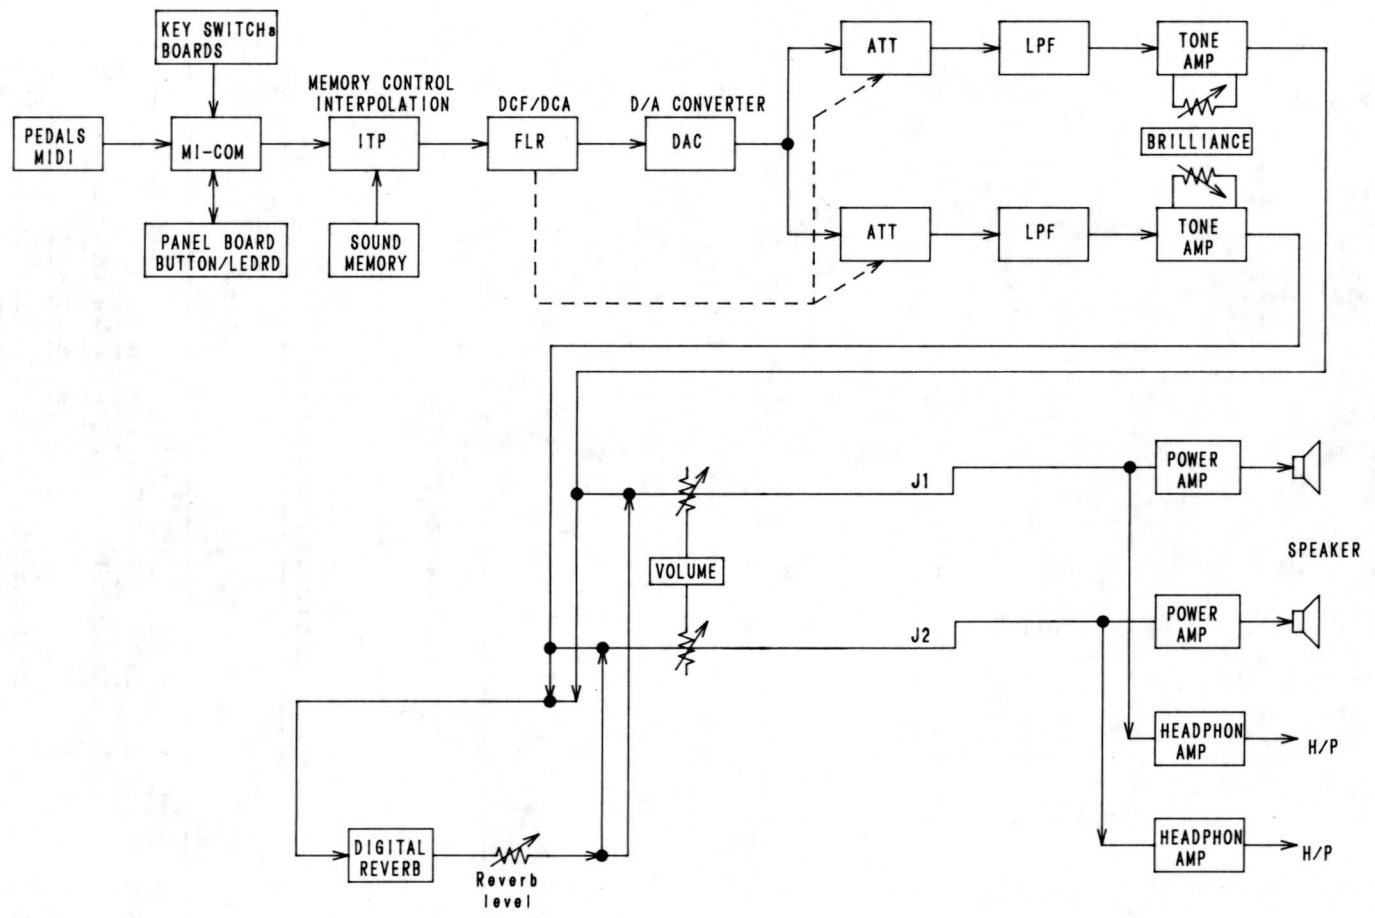 KEY SWITCHs
BOARDS
ATT
LPF
TONE
AMP
MEMORY CONTROL
INTERPOLATION
DCF/DCA
D/A CONVERTER
PEDALS
MIDI
MI-COM
ITP
FLR
DAC
BRILLIANCE
PANEL BOARD
BUTTON/LEDRD
SOUND
MEMORY
ATT
LPF
TONE
AMP
J1
POWER
AMP
SPEAKER
VOLUME
J2
POWER
AMP
HEADPHON
AMP
H/P
DIGITAL
REVERB
Reverb
level
HEADPHON
AMP
H/P